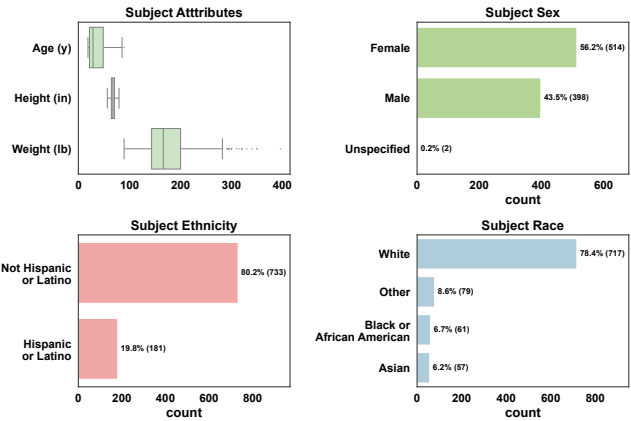 Subject Atttributes
Age (y)
Height (in)
Weight (lb)
0 100 200 300 400
Subject Sex
Female
56.2% (514)
Male
43.5% (398)
Unspecified
0.2% (2)
0 200 400 600
count
Subject Ethnicity
Not Hispanic
or Latino
80.2% (733)
Hispanic
or Latino
19.8% (181)
0 200 400 600 800
count
Subject Race
White
78.4% (717)
Other
8.6% (79)
Black or
African American
6.7% (61)
Asian
6.2% (57)
0 200 400 600 800
count